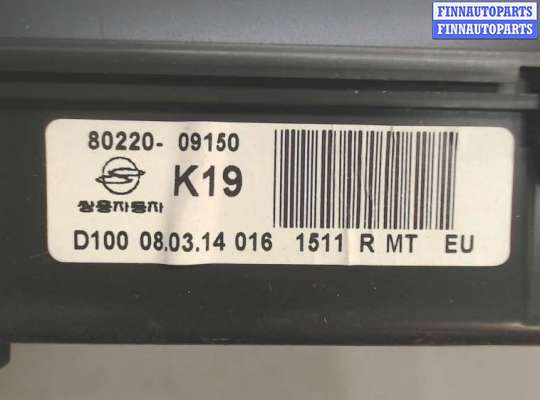 FINNAUTOPARTS
FINNAUTOPARTS
80220- 09150
K19
쌍용자동차
D100 08.03.14 016 1511 R MT EU